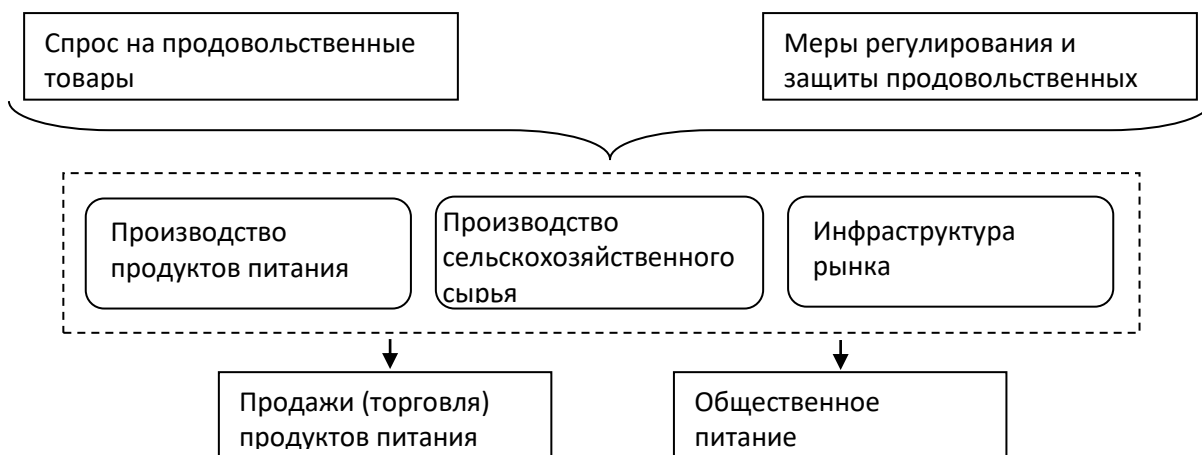 Спрос на продовольственные
товары
Меры регулирования и
защиты продовольственных
Производство
продуктов питания
Производство
сельскохозяйственного
сырья
Инфраструктура
рынка
Продажи (торговля)
продуктов питания
Общественное
питание